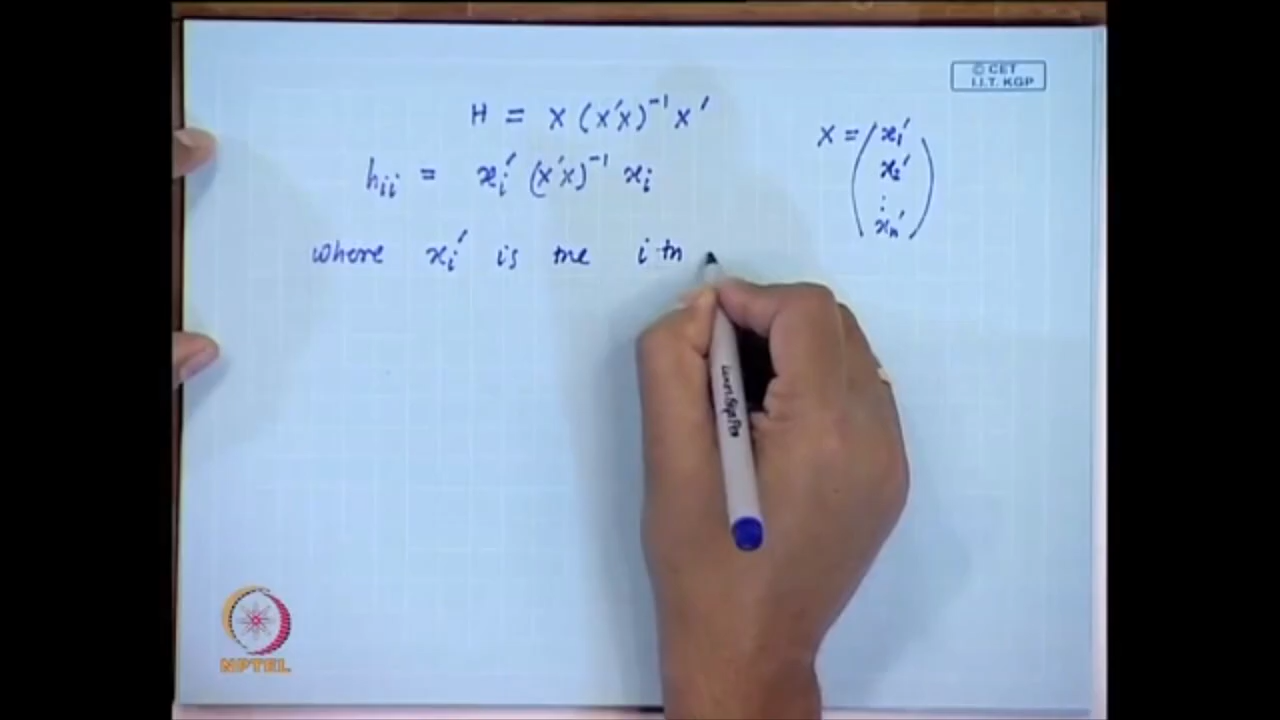 © CET
I.I.T. KGP
H = X (X'X)⁻¹ X'
X = ( x₁'
x₂'
⋮
xₙ' )
hᵢᵢ = xᵢ' (X'X)⁻¹ xᵢ
where xᵢ' is the i th
NPTEL